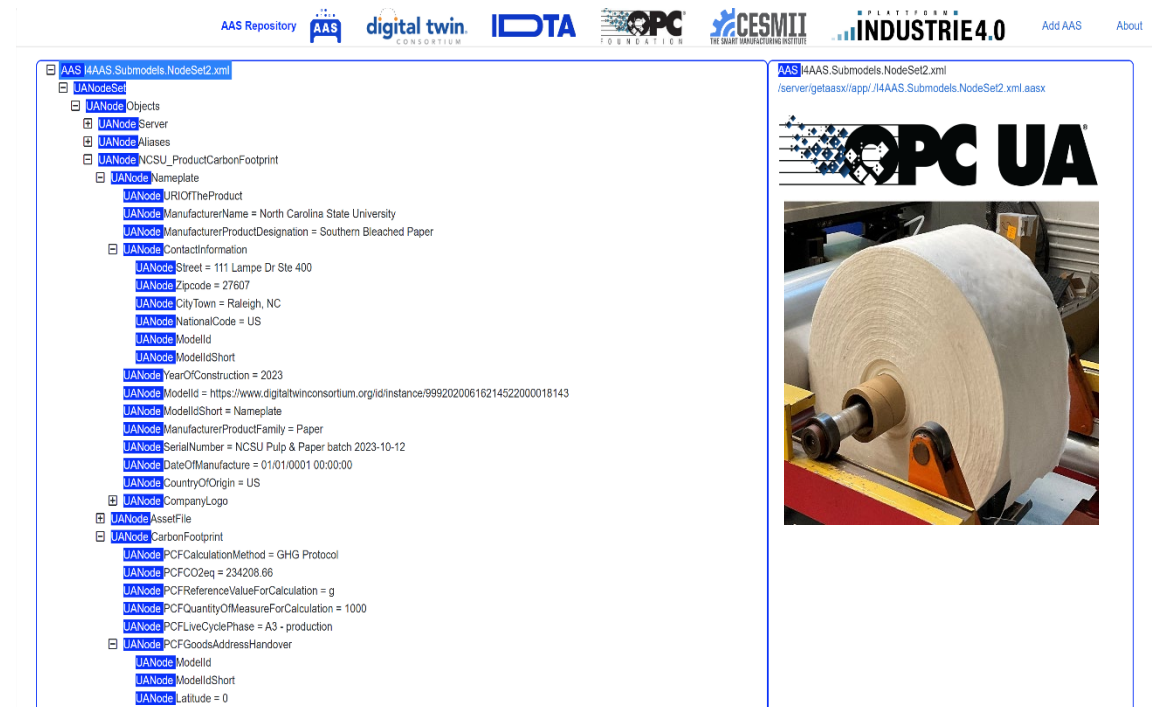 AAS Repository
AAS
digital twin.
CONSORTIUM
IDTA
OPC
FOUNDATION
CESMII
THE SMART MANUFACTURING INSTITUTE
PLATTFORM
INDUSTRIE4.0
Add AAS
About
AAS I4AAS.Submodels.NodeSet2.xml
UANodeSet
UANode Objects
UANode Server
UANode Aliases
UANode NCSU_ProductCarbonFootprint
UANode Nameplate
UANode URIOfTheProduct
UANode ManufacturerName = North Carolina State University
UANode ManufacturerProductDesignation = Southern Bleached Paper
UANode ContactInformation
UANode Street = 111 Lampe Dr Ste 400
UANode Zipcode = 27607
UANode CityTown = Raleigh, NC
UANode NationalCode = US
UANode ModelId
UANode ModelIdShort
UANode YearOfConstruction = 2023
UANode ModelId = https://www.digitaltwinconsortium.org/id/instance/99920200616214522000018143
UANode ModelIdShort = Nameplate
UANode ManufacturerProductFamily = Paper
UANode SerialNumber = NCSU Pulp & Paper batch 2023-10-12
UANode DateOfManufacture = 01/01/0001 00:00:00
UANode CountryOfOrigin = US
UANode CompanyLogo
UANode AssetFile
UANode CarbonFootprint
UANode PCFCalculationMethod = GHG Protocol
UANode PCFCO2eq = 234208.66
UANode PCFReferenceValueForCalculation = g
UANode PCFQuantityOfMeasureForCalculation = 1000
UANode PCFLiveCyclePhase = A3 - production
UANode PCFGoodsAddressHandover
UANode ModelId
UANode ModelIdShort
UANode Latitude = 0
AAS I4AAS.Submodels.NodeSet2.xml
/server/getaasx//app/./I4AAS.Submodels.NodeSet2.xml.aasx
OPC UA